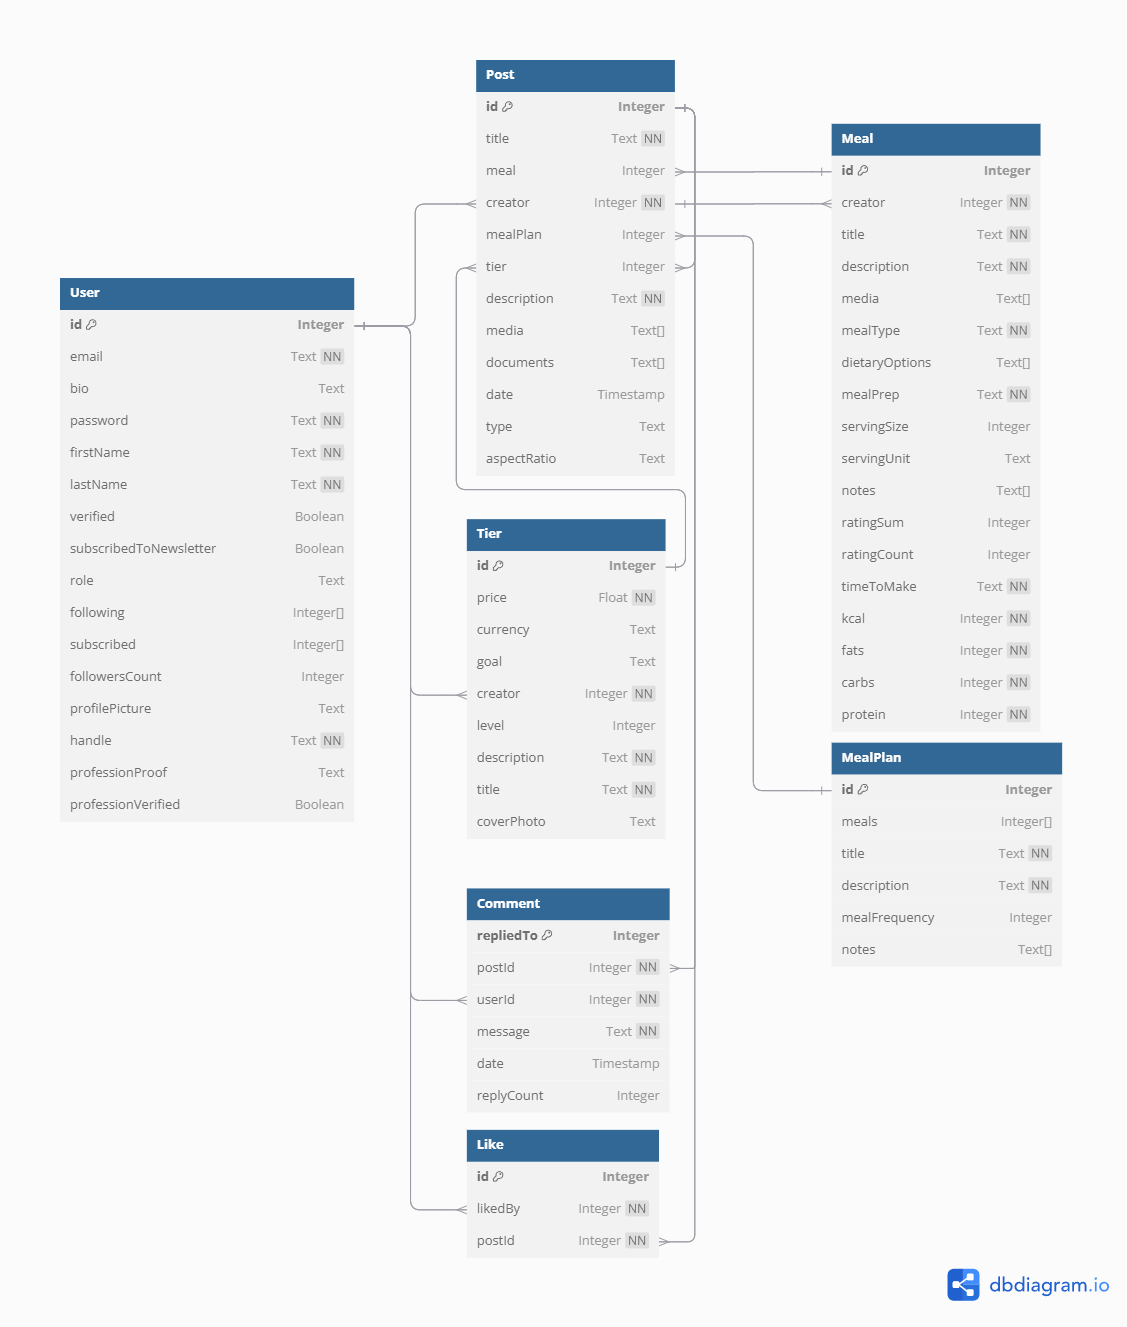 Post
id Integer
title Text NN
meal Integer
creator Integer NN
mealPlan Integer
tier Integer
description Text NN
media Text[]
documents Text[]
date Timestamp
type Text
aspectRatio Text
Meal
id Integer
creator Integer NN
title Text NN
description Text NN
media Text[]
mealType Text NN
dietaryOptions Text[]
mealPrep Text NN
servingSize Integer
servingUnit Text
notes Text[]
ratingSum Integer
ratingCount Integer
timeToMake Text NN
kcal Integer NN
fats Integer NN
carbs Integer NN
protein Integer NN
User
id Integer
email Text NN
bio Text
password Text NN
firstName Text NN
lastName Text NN
verified Boolean
subscribedToNewsletter Boolean
role Text
following Integer[]
subscribed Integer[]
followersCount Integer
profilePicture Text
handle Text NN
professionProof Text
professionVerified Boolean
Tier
id Integer
price Float NN
currency Text
goal Text
creator Integer NN
level Integer
description Text NN
title Text NN
coverPhoto Text
MealPlan
id Integer
meals Integer[]
title Text NN
description Text NN
mealFrequency Integer
notes Text[]
Comment
repliedTo Integer
postId Integer NN
userId Integer NN
message Text NN
date Timestamp
replyCount Integer
Like
id Integer
likedBy Integer NN
postId Integer NN
dbdiagram.io